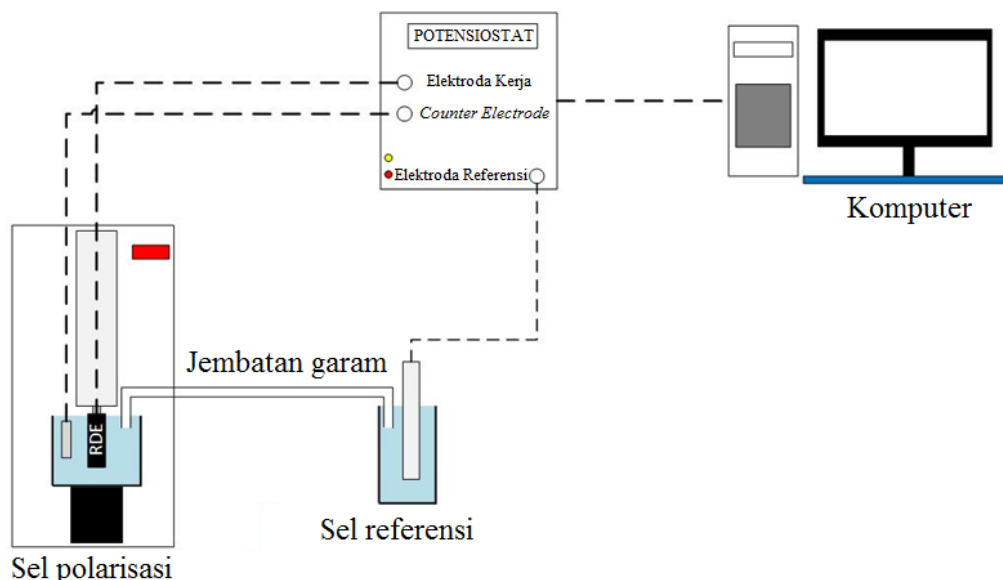 POTENSIOSTAT
Elektroda Kerja
Counter Electrode
Elektroda Referensi
Komputer
Jembatan garam
RDE
Sel referensi
Sel polarisasi